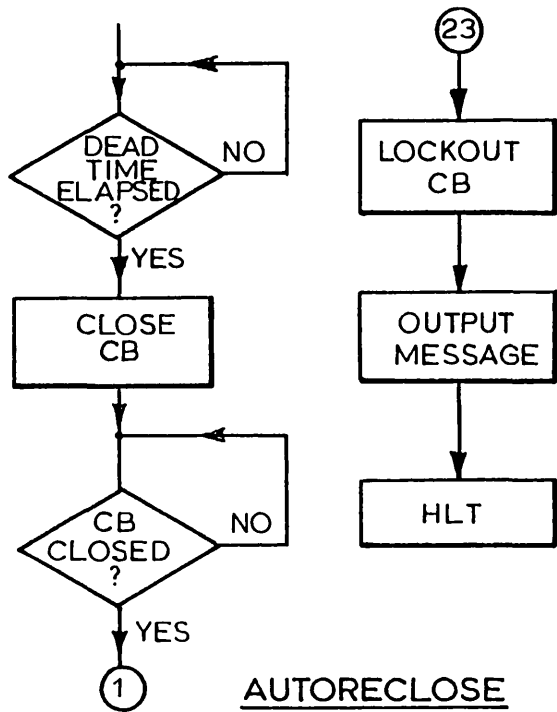 DEAD
TIME
ELAPSED
?
NO
YES
CLOSE
CB
CB
CLOSED
?
NO
YES
1
23
LOCKOUT
CB
OUTPUT
MESSAGE
HLT
AUTORECLOSE